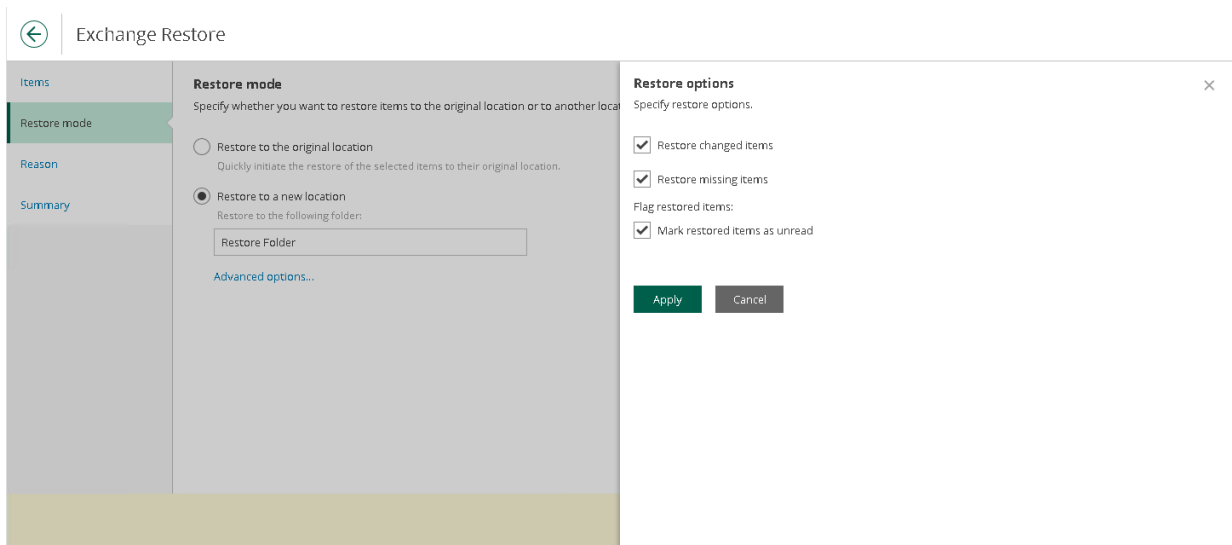 Exchange Restore
Items
Restore mode
Reason
Summary
Restore mode
Specify whether you want to restore items to the original location or to another locat
Restore to the original location
Quickly initiate the restore of the selected items to their original location.
Restore to a new location
Restore to the following folder:
Restore Folder
Advanced options...
Restore options
Specify restore options.
Restore changed items
Restore missing items
Flag restored items:
Mark restored items as unread
Apply
Cancel